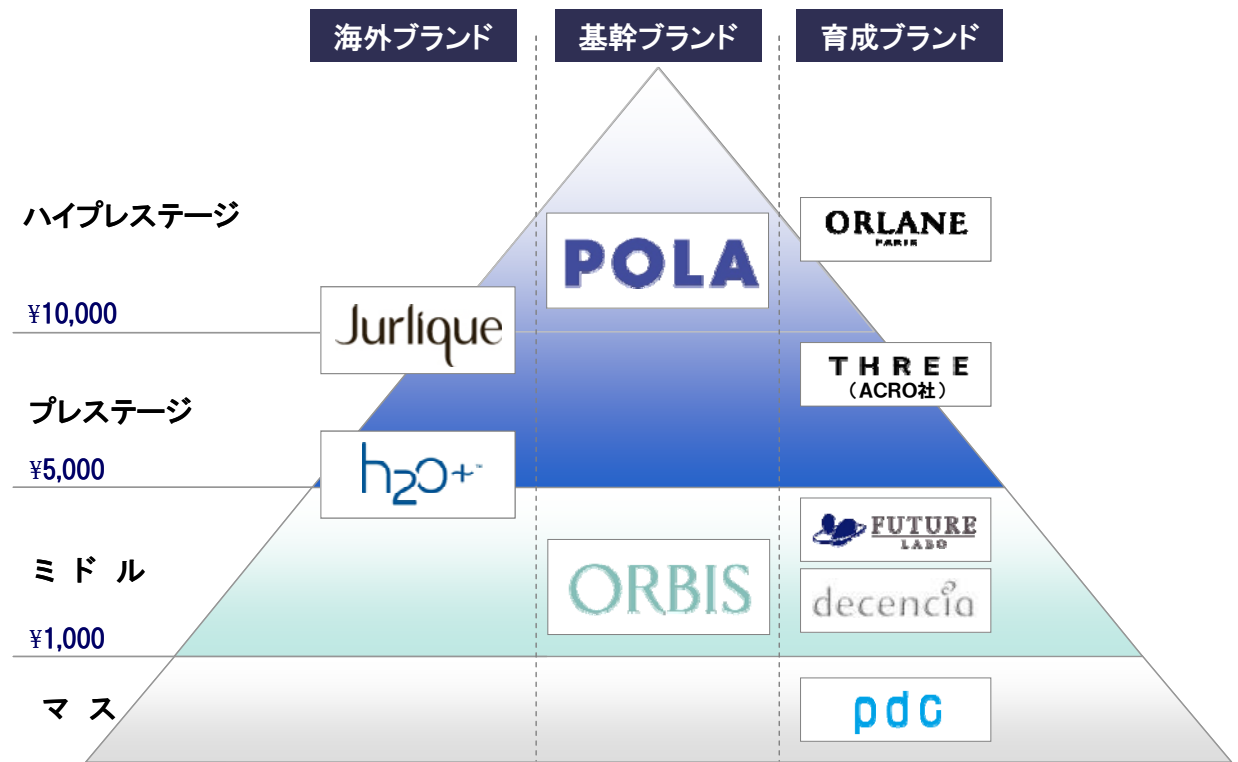 海外ブランド
基幹ブランド
育成ブランド
ハイプレステージ
ORLANE
PARIS
POLA
¥10,000
Jurlique
THREE
（ACRO社）
プレステージ
¥5,000
h2o+™
FUTURE
LABO
ミドル
ORBIS
decencia
¥1,000
マス
pdc